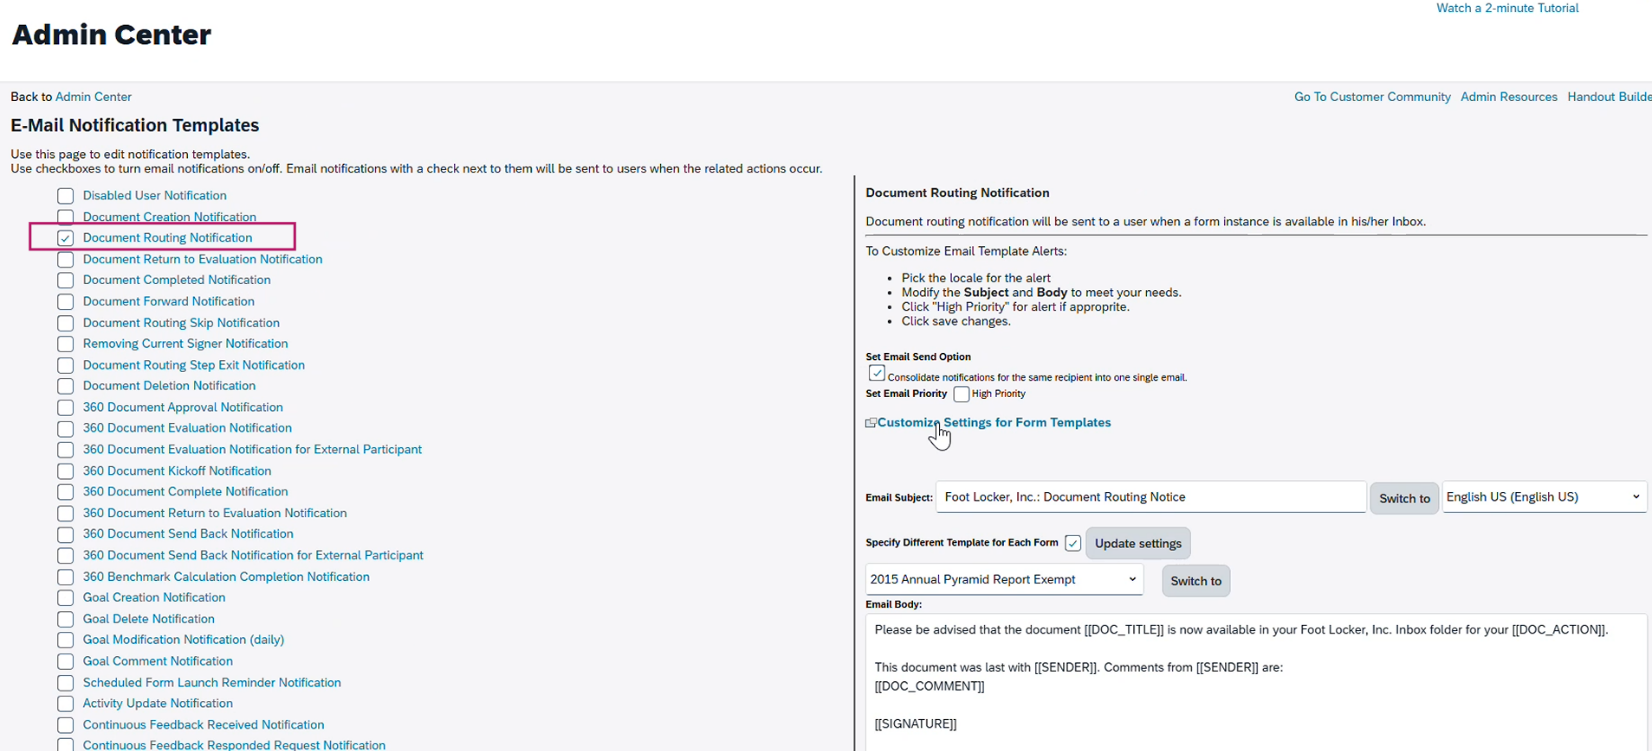 Watch a 2-minute Tutorial
Admin Center
Back to Admin Center
Go To Customer Community Admin Resources Handout Builde
E-Mail Notification Templates
Use this page to edit notification templates.
Use checkboxes to turn email notifications on/off. Email notifications with a check next to them will be sent to users when the related actions occur.
Disabled User Notification
Document Creation Notification
Document Routing Notification
Document Return to Evaluation Notification
Document Completed Notification
Document Forward Notification
Document Routing Skip Notification
Removing Current Signer Notification
Document Routing Step Exit Notification
Document Deletion Notification
360 Document Approval Notification
360 Document Evaluation Notification
360 Document Evaluation Notification for External Participant
360 Document Kickoff Notification
360 Document Complete Notification
360 Document Return to Evaluation Notification
360 Document Send Back Notification
360 Document Send Back Notification for External Participant
360 Benchmark Calculation Completion Notification
Goal Creation Notification
Goal Delete Notification
Goal Modification Notification (daily)
Goal Comment Notification
Scheduled Form Launch Reminder Notification
Activity Update Notification
Continuous Feedback Received Notification
Continuous Feedback Responded Request Notification
Document Routing Notification
Document routing notification will be sent to a user when a form instance is available in his/her Inbox.
To Customize Email Template Alerts:
• Pick the locale for the alert
• Modify the Subject and Body to meet your needs.
• Click "High Priority" for alert if approprite.
• Click save changes.
Set Email Send Option
Consolidate notifications for the same recipient into one single email.
Set Email Priority High Priority
Customize Settings for Form Templates
Email Subject: Foot Locker, Inc.: Document Routing Notice Switch to English US (English US)
Specify Different Template for Each Form Update settings
2015 Annual Pyramid Report Exempt Switch to
Email Body:
Please be advised that the document [[DOC_TITLE]] is now available in your Foot Locker, Inc. Inbox folder for your [[DOC_ACTION]].
This document was last with [[SENDER]]. Comments from [[SENDER]] are:
[[DOC_COMMENT]]
[[SIGNATURE]]